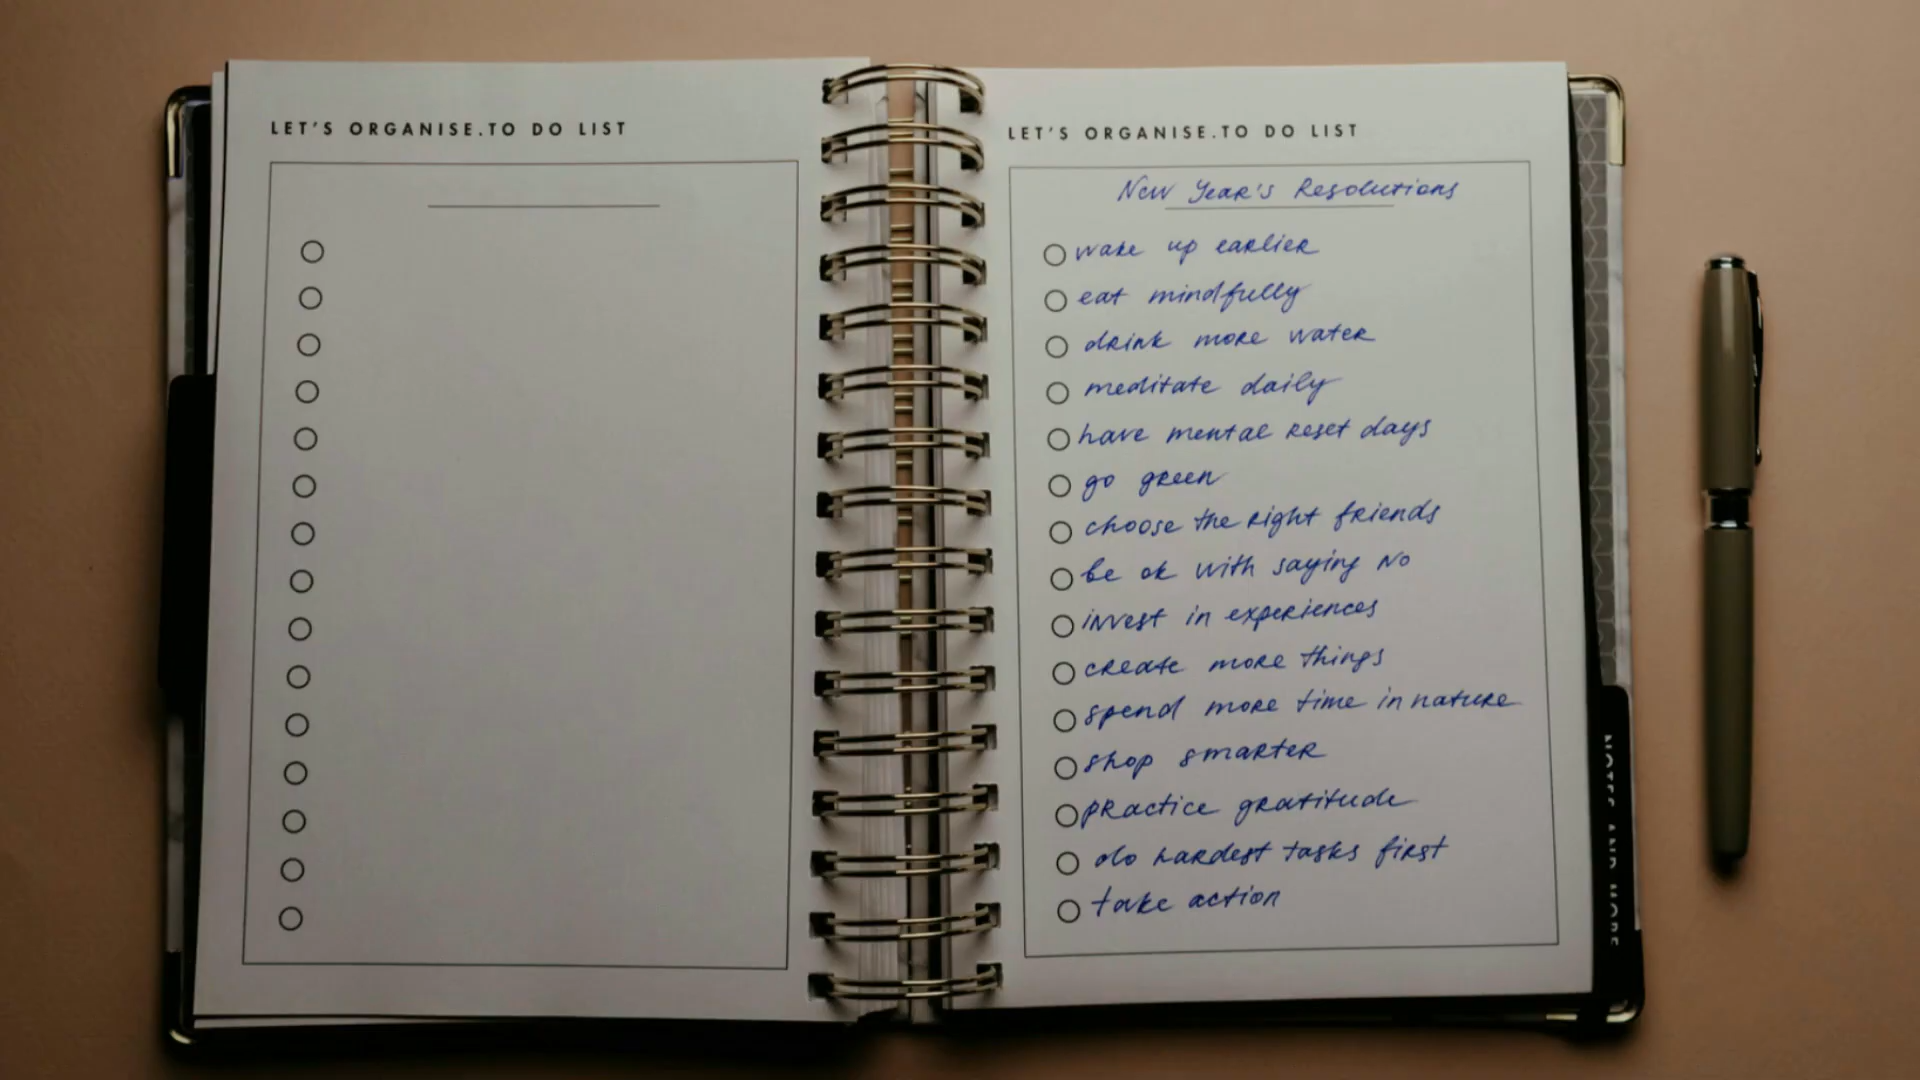 LET'S ORGANISE.TO DO LIST
LET'S ORGANISE.TO DO LIST
New Year's Resolutions
wake up earlier
eat mindfully
drink more water
meditate daily
have mental reset days
go green
choose the right friends
be ok with saying No
invest in experiences
create more things
spend more time in nature
shop smarter
practice gratitude
do hardest tasks first
take action
NOTES AND MORE